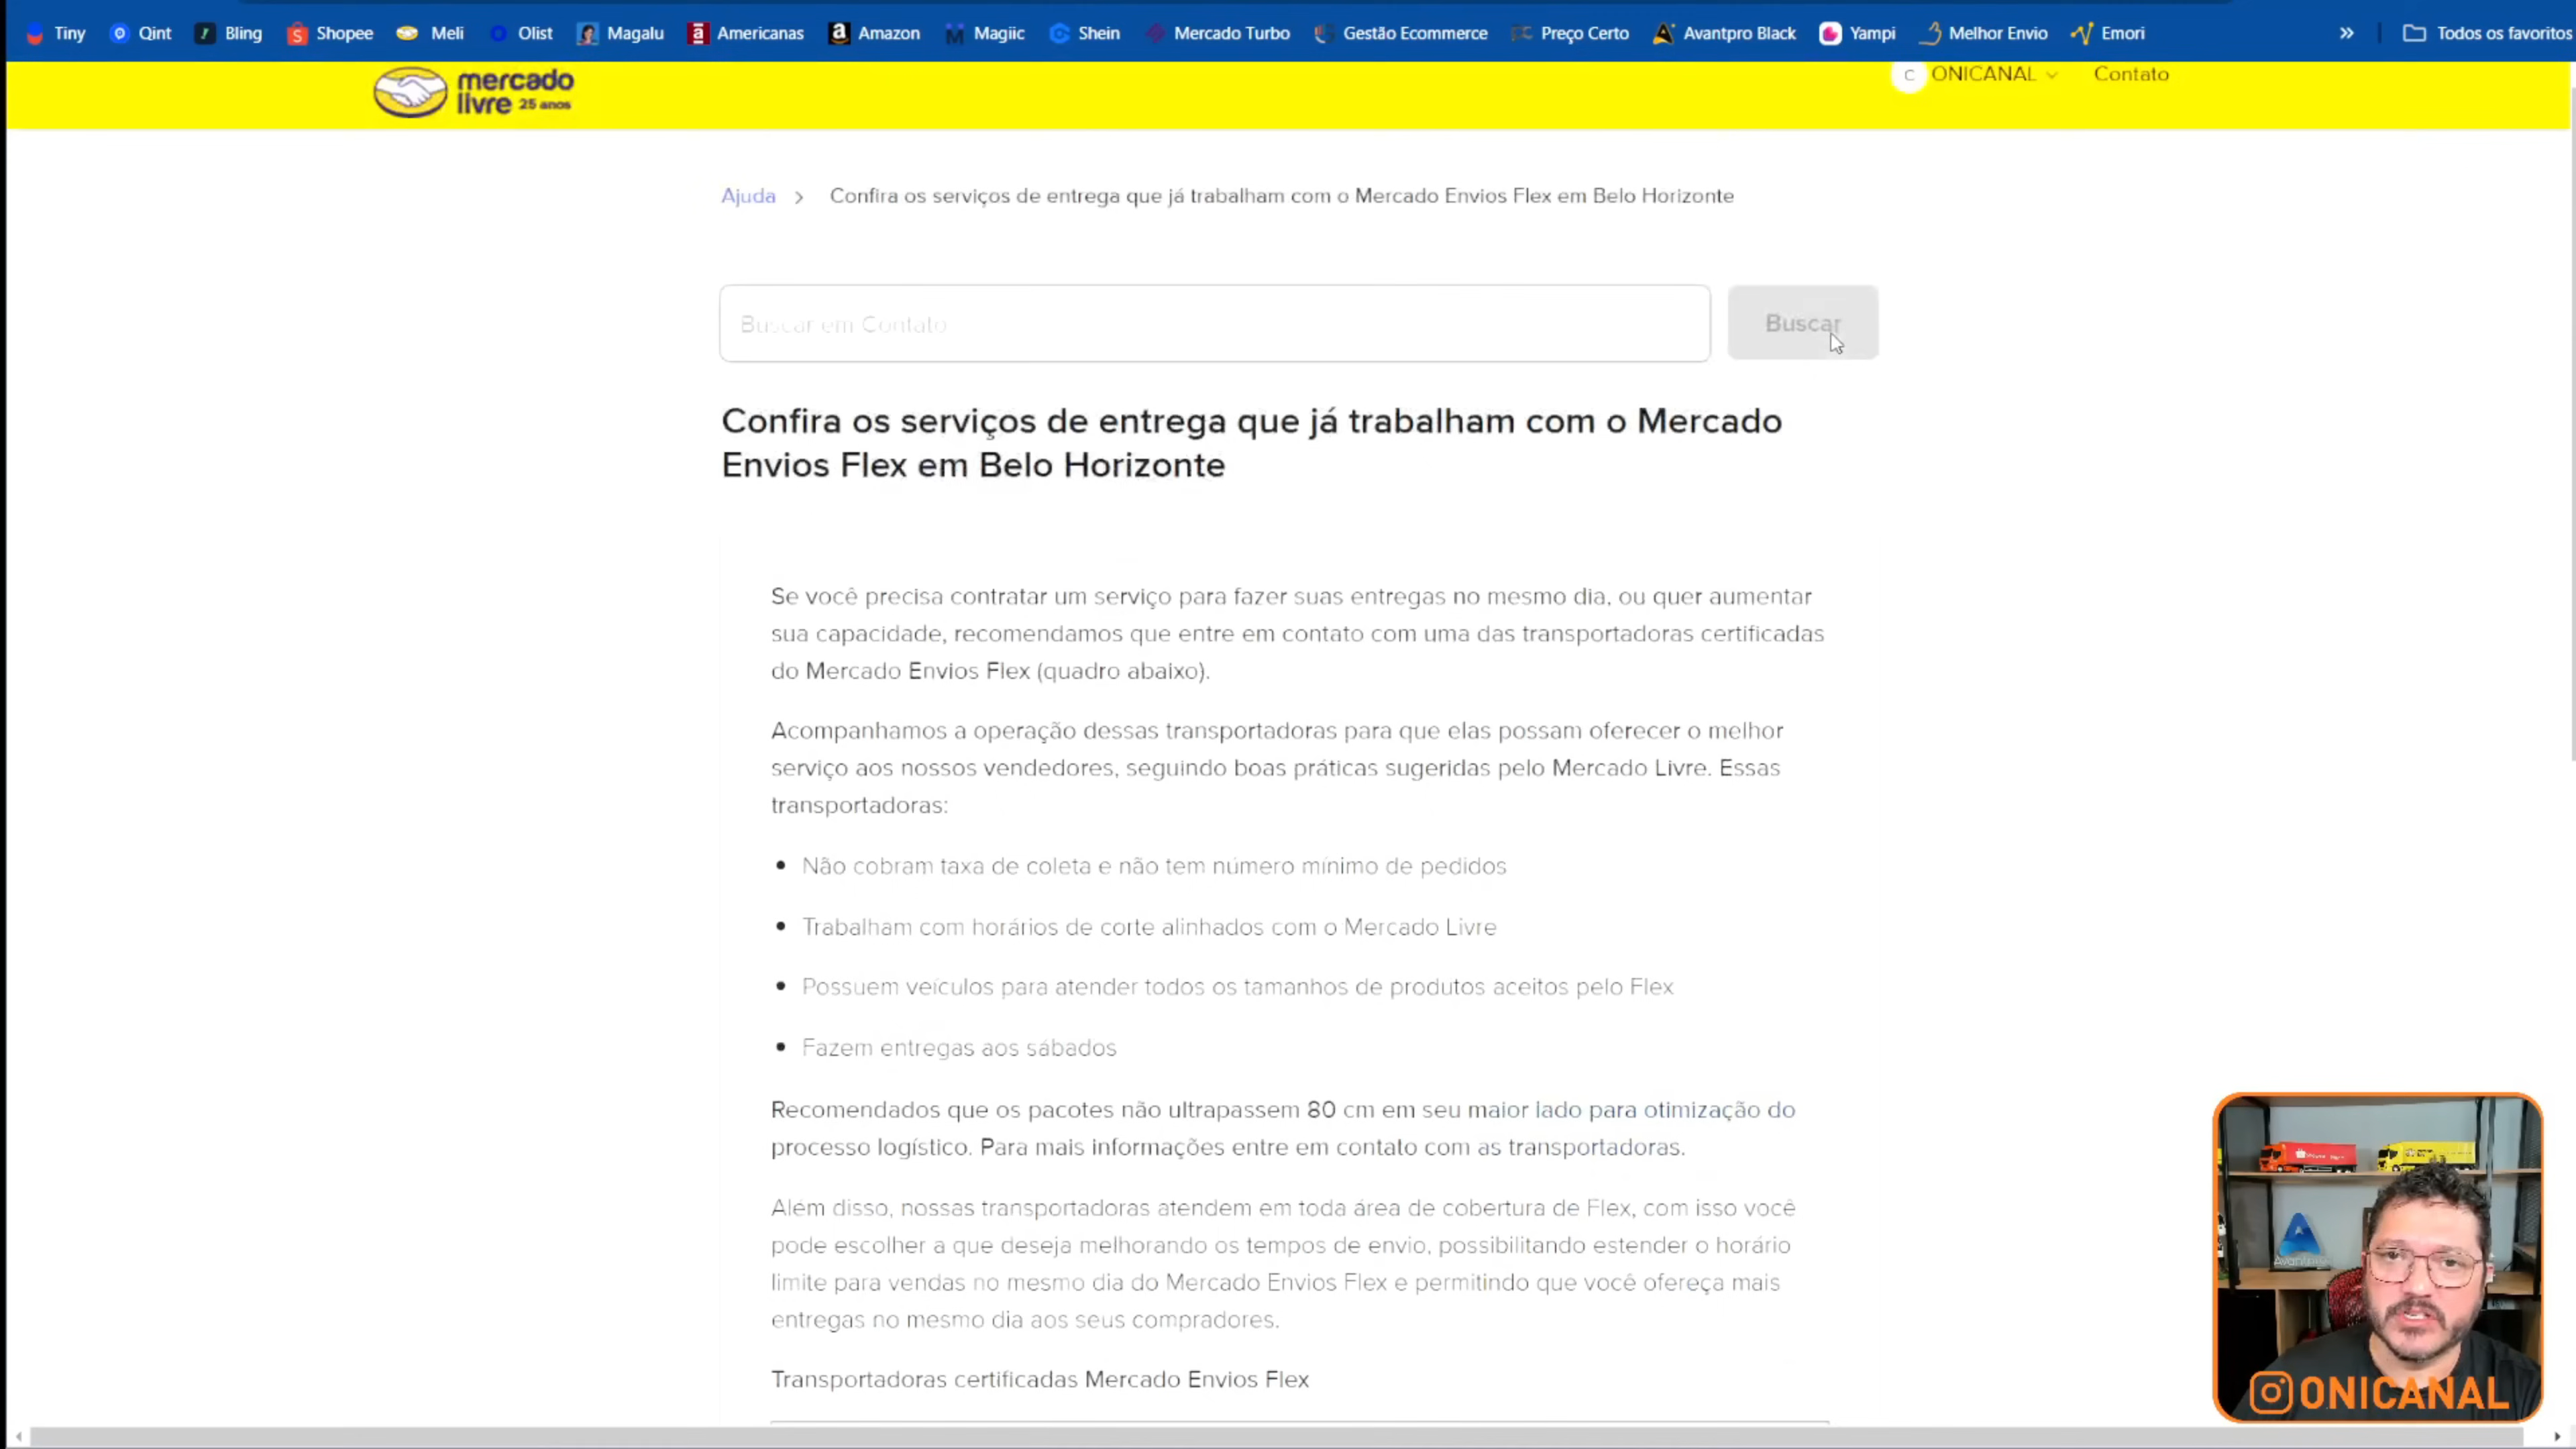 Tiny Qint Bling Shopee Meli Olist Magalu Americanas Amazon Magiic Shein Mercado Turbo Gestão Ecommerce Preço Certo Avantpro Black Yampi Melhor Envio Emori » Todos os favoritos
mercado
livre 25 anos
C ONICANAL Contato
Ajuda > Confira os serviços de entrega que já trabalham com o Mercado Envios Flex em Belo Horizonte
Buscar em Contato
Buscar
Confira os serviços de entrega que já trabalham com o Mercado
Envios Flex em Belo Horizonte
Se você precisa contratar um serviço para fazer suas entregas no mesmo dia, ou quer aumentar
sua capacidade, recomendamos que entre em contato com uma das transportadoras certificadas
do Mercado Envios Flex (quadro abaixo).
Acompanhamos a operação dessas transportadoras para que elas possam oferecer o melhor
serviço aos nossos vendedores, seguindo boas práticas sugeridas pelo Mercado Livre. Essas
transportadoras:
• Não cobram taxa de coleta e não tem número mínimo de pedidos
• Trabalham com horários de corte alinhados com o Mercado Livre
• Possuem veículos para atender todos os tamanhos de produtos aceitos pelo Flex
• Fazem entregas aos sábados
Recomendados que os pacotes não ultrapassem 80 cm em seu maior lado para otimização do
processo logístico. Para mais informações entre em contato com as transportadoras.
Além disso, nossas transportadoras atendem em toda área de cobertura de Flex, com isso você
pode escolher a que deseja melhorando os tempos de envio, possibilitando estender o horário
limite para vendas no mesmo dia do Mercado Envios Flex e permitindo que você ofereça mais
entregas no mesmo dia aos seus compradores.
Transportadoras certificadas Mercado Envios Flex
ONICANAL